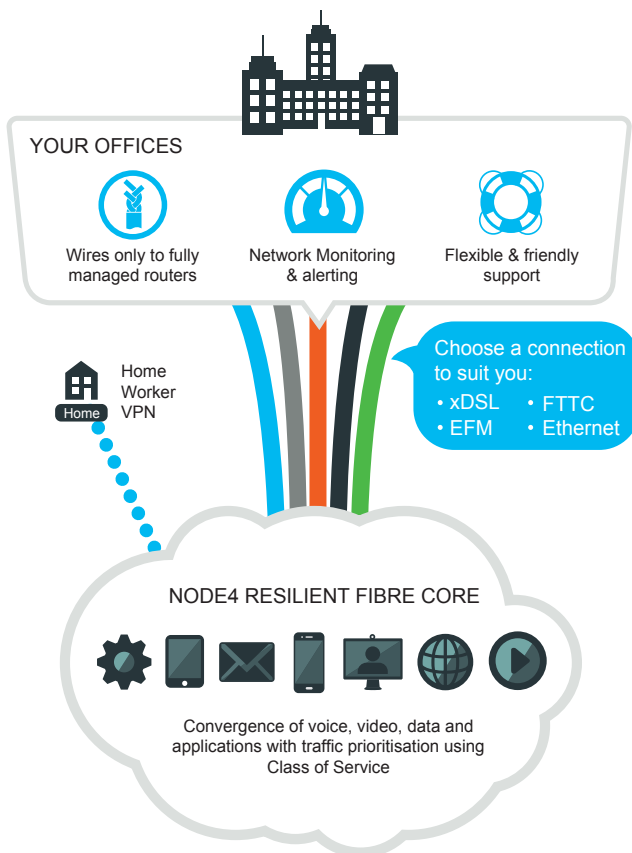 YOUR OFFICES
Wires only to fully
managed routers
Network Monitoring
& alerting
Flexible & friendly
support
Choose a connection
to suit you:
• xDSL • FTTC
• EFM • Ethernet
Home
Worker
VPN
Home
NODE4 RESILIENT FIBRE CORE
Convergence of voice, video, data and
applications with traffic prioritisation using
Class of Service